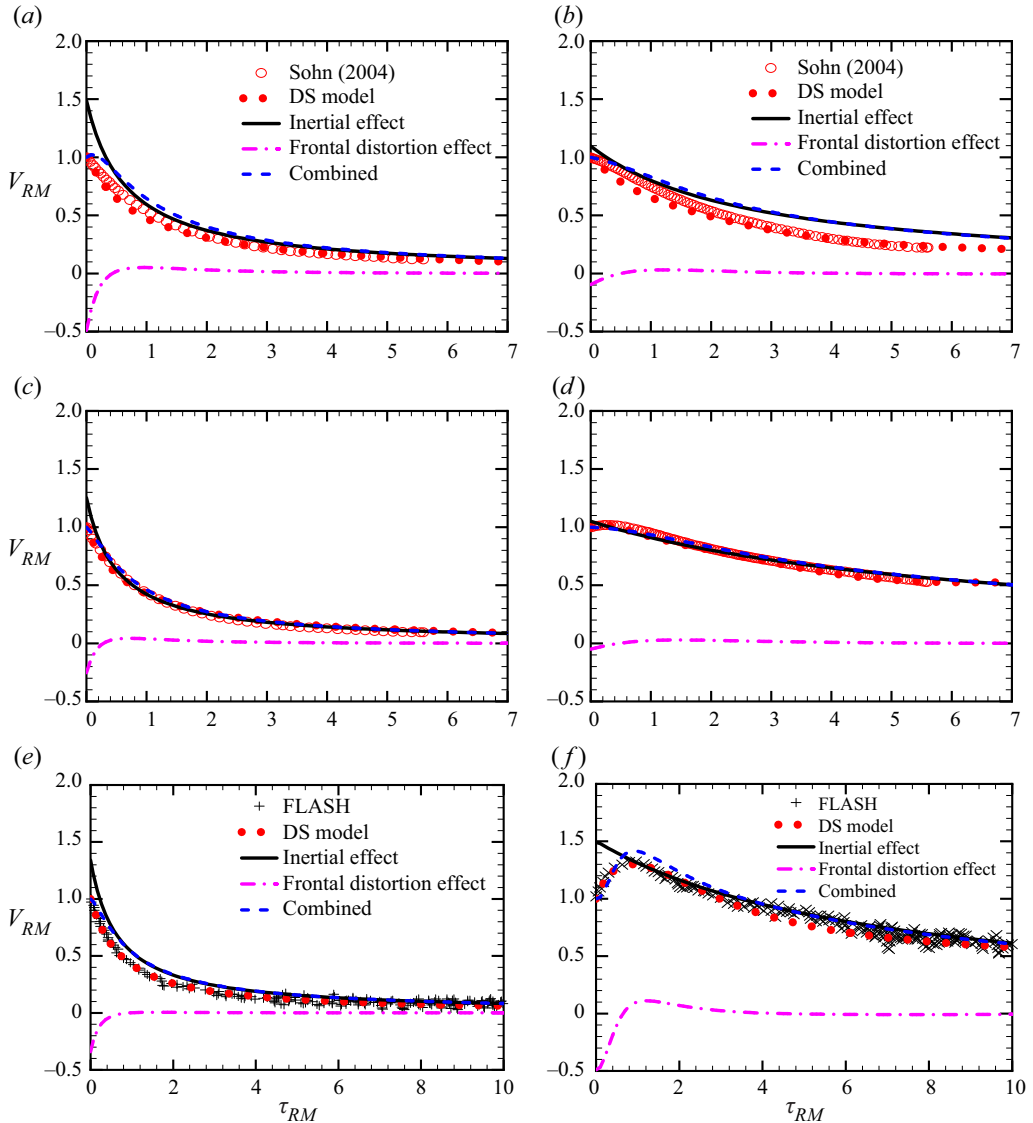 (a)
2.0
1.5
1.0
0.5
0
–0.5
V_RM
Sohn (2004)
DS model
Inertial effect
Frontal distortion effect
Combined
0 1 2 3 4 5 6 7
(b)
2.0
1.5
1.0
0.5
0
–0.5
Sohn (2004)
DS model
Inertial effect
Frontal distortion effect
Combined
0 1 2 3 4 5 6 7
(c)
2.0
1.5
1.0
0.5
0
–0.5
V_RM
0 1 2 3 4 5 6 7
(d)
2.0
1.5
1.0
0.5
0
–0.5
0 1 2 3 4 5 6 7
(e)
2.0
1.5
1.0
0.5
0
–0.5
V_RM
FLASH
DS model
Inertial effect
Frontal distortion effect
Combined
0 2 4 6 8 10
τ_RM
(f)
2.0
1.5
1.0
0.5
0
–0.5
FLASH
DS model
Inertial effect
Frontal distortion effect
Combined
0 2 4 6 8 10
τ_RM